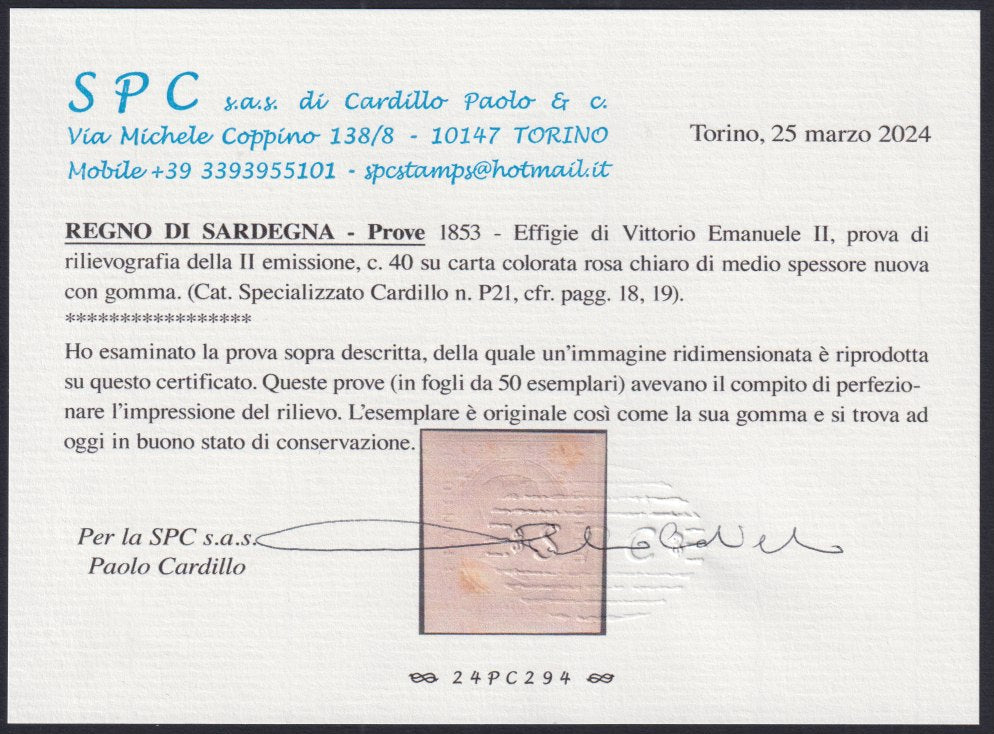 SPC s.a.s. di Cardillo Paolo & c.
Via Michele Coppino 138/8 - 10147 TORINO
Mobile +39 3393955101 - spcstamps@hotmail.it
Torino, 25 marzo 2024
REGNO DI SARDEGNA - Prove 1853 - Effigie di Vittorio Emanuele II, prova di
rilievografia della II emissione, c. 40 su carta colorata rosa chiaro di medio spessore nuova
con gomma. (Cat. Specializzato Cardillo n. P21, cfr. pagg. 18, 19).
*****************
Ho esaminato la prova sopra descritta, della quale un'immagine ridimensionata è riprodotta
su questo certificato. Queste prove (in fogli da 50 esemplari) avevano il compito di perfezio-
nare l'impressione del rilievo. L'esemplare è originale così come la sua gomma e si trova ad
oggi in buono stato di conservazione.
Per la SPC s.a.s.
Paolo Cardillo
24PC294